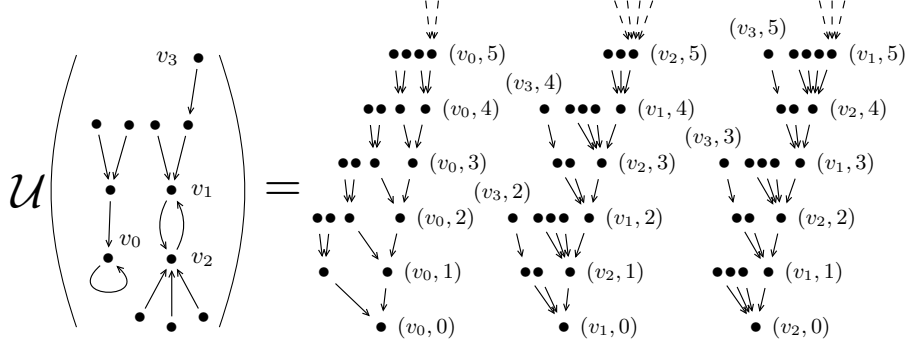 (v₀, 5) (v₂, 5) (v₃, 5) (v₁, 5)
v₃
(v₃, 4)
(v₀, 4) (v₁, 4) (v₂, 4)
(v₃, 3)
(v₀, 3) (v₂, 3) (v₁, 3)
𝒰 v₁ =
(v₃, 2)
(v₀, 2) (v₁, 2) (v₂, 2)
v₀ v₂
(v₀, 1) (v₂, 1) (v₁, 1)
(v₀, 0) (v₁, 0) (v₂, 0)